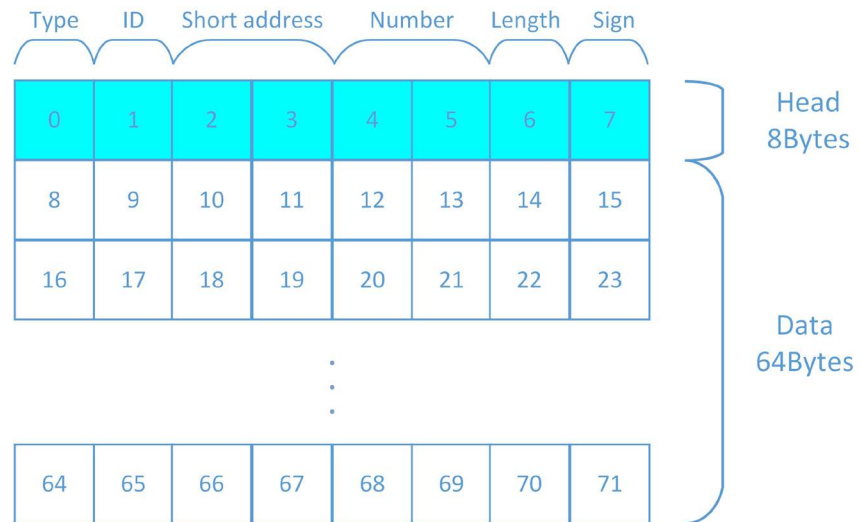 Type ID Short address Number Length Sign
0 1 2 3 4 5 6 7
Head
8Bytes
8 9 10 11 12 13 14 15
16 17 18 19 20 21 22 23
Data
64Bytes
64 65 66 67 68 69 70 71